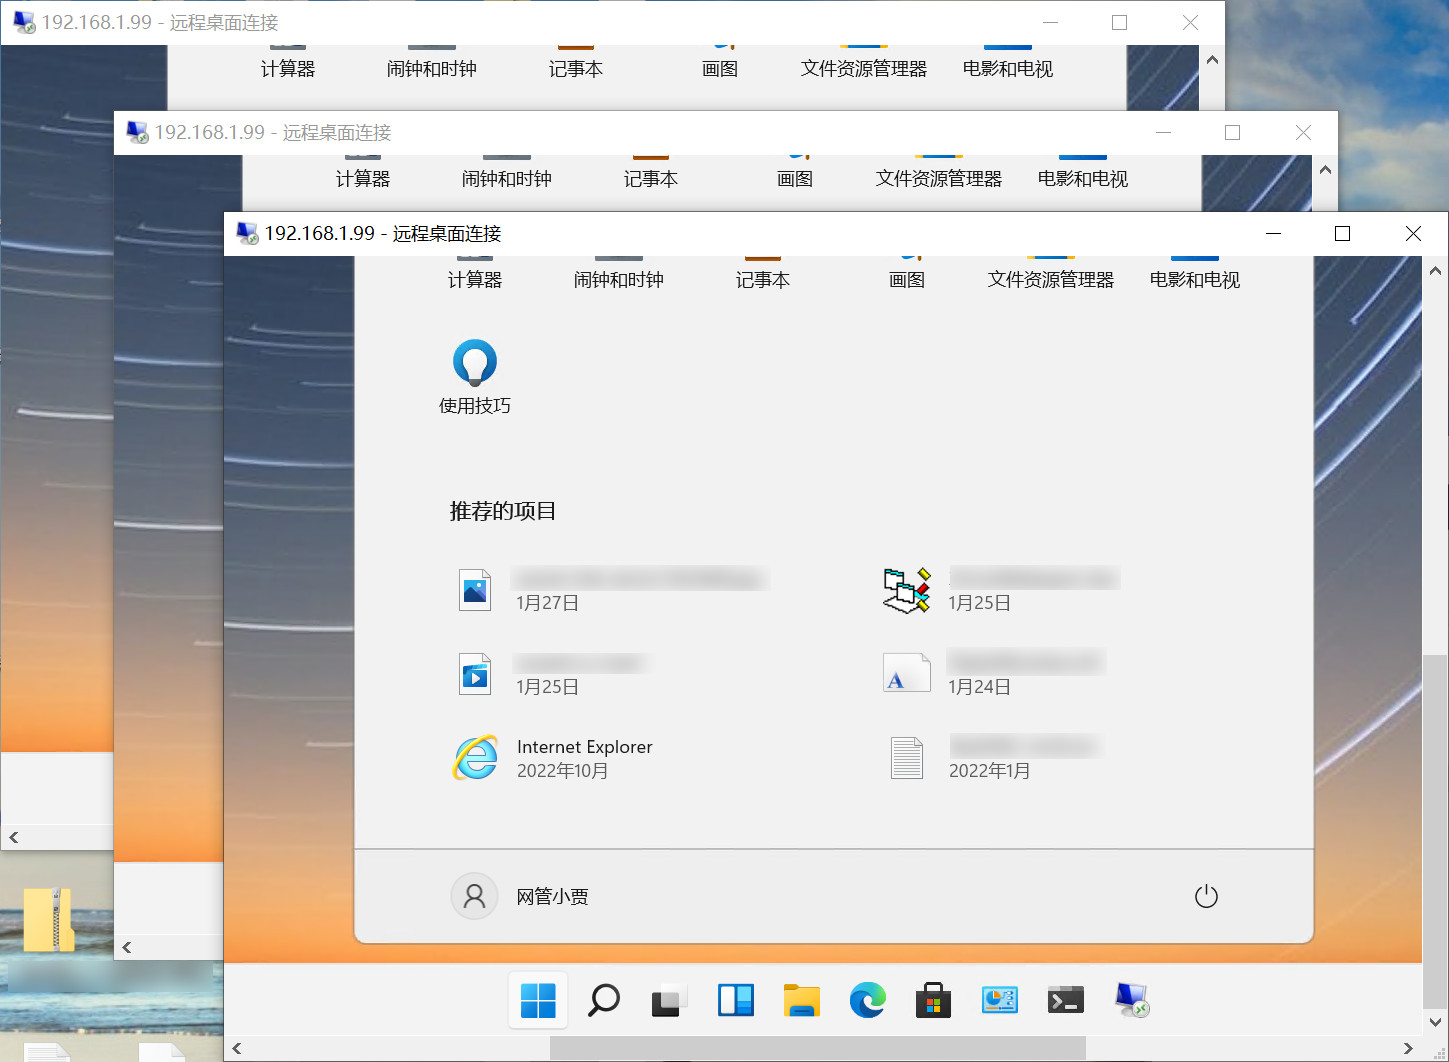 192.168.1.99 - 远程桌面连接
计算器 闹钟和时钟 记事本 画图 文件资源管理器 电影和电视
192.168.1.99 - 远程桌面连接
计算器 闹钟和时钟 记事本 画图 文件资源管理器 电影和电视
192.168.1.99 - 远程桌面连接
计算器 闹钟和时钟 记事本 画图 文件资源管理器 电影和电视
使用技巧
推荐的项目
1月27日 1月25日
1月25日 1月24日
Internet Explorer
2022年10月 2022年1月
网管小贾